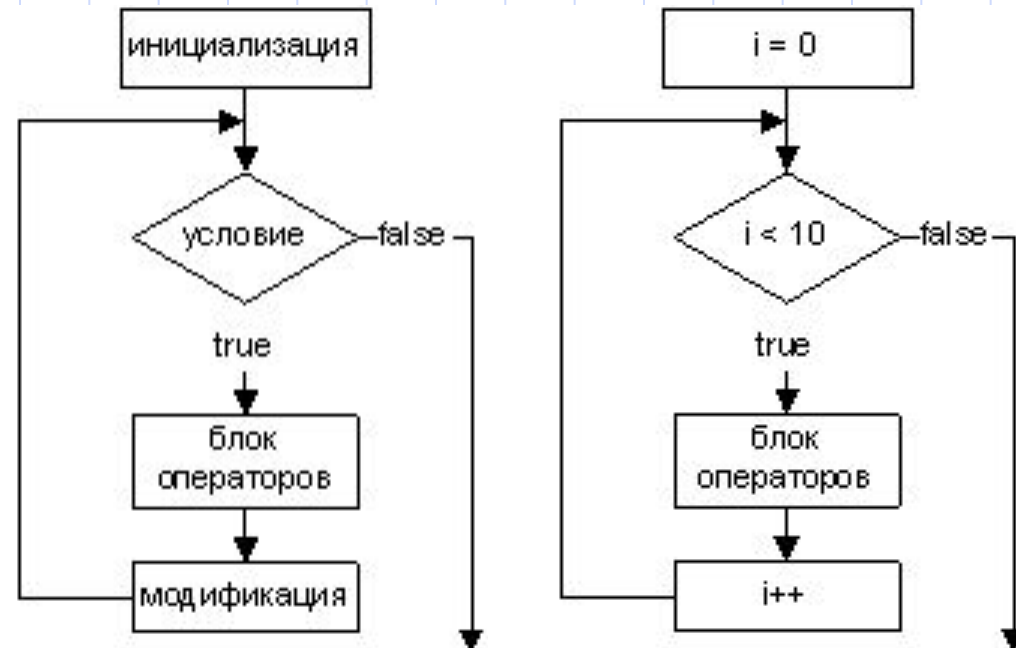 инициализация
условие
false
true
блок
операторов
модификация
i = 0
i < 10
false
true
блок
операторов
i++